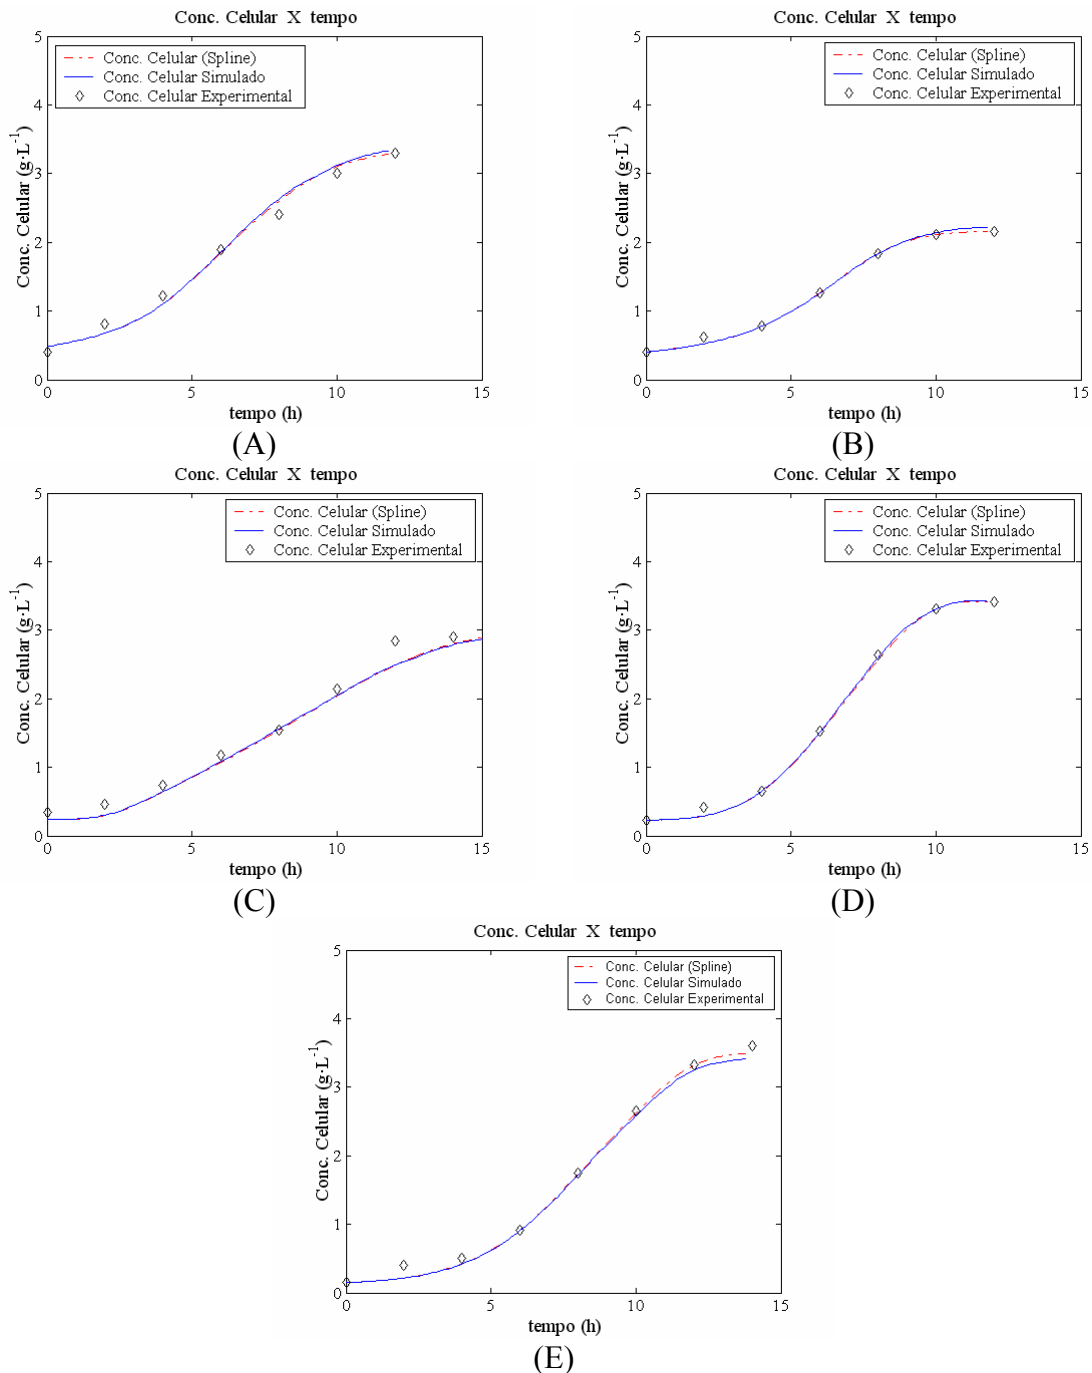 Conc. Celular X tempo
Conc. Celular (g·L⁻¹)
5
4
3
2
1
0
Conc. Celular (Spline)
Conc. Celular Simulado
Conc. Celular Experimental
0 5 10 15
tempo (h)
(A)
Conc. Celular X tempo
Conc. Celular (g·L⁻¹)
5
4
3
2
1
0
Conc. Celular (Spline)
Conc. Celular Simulado
Conc. Celular Experimental
0 5 10 15
tempo (h)
(B)
Conc. Celular X tempo
Conc. Celular (g·L⁻¹)
5
4
3
2
1
0
Conc. Celular (Spline)
Conc. Celular Simulado
Conc. Celular Experimental
0 5 10 15
tempo (h)
(C)
Conc. Celular X tempo
Conc. Celular (g·L⁻¹)
5
4
3
2
1
0
Conc. Celular (Spline)
Conc. Celular Simulado
Conc. Celular Experimental
0 5 10 15
tempo (h)
(D)
Conc. Celular X tempo
Conc. Celular (g·L⁻¹)
5
4
3
2
1
0
Conc. Celular (Spline)
Conc. Celular Simulado
Conc. Celular Experimental
0 5 10 15
tempo (h)
(E)